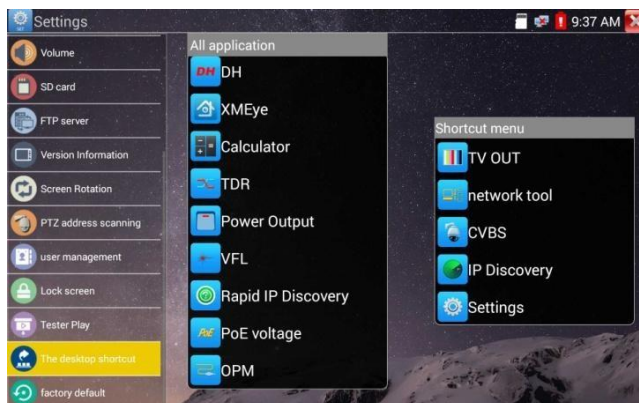 Settings
9:37 AM
Volume
SD card
FTP server
Version Information
Screen Rotation
PTZ address scanning
user management
Lock screen
Tester Play
The desktop shortcut
factory default
All application
DH DH
XMEye
Calculator
TDR
Power Output
VFL
Rapid IP Discovery
PoE PoE voltage
OPM
Shortcut menu
TV OUT
network tool
CVBS
IP Discovery
Settings